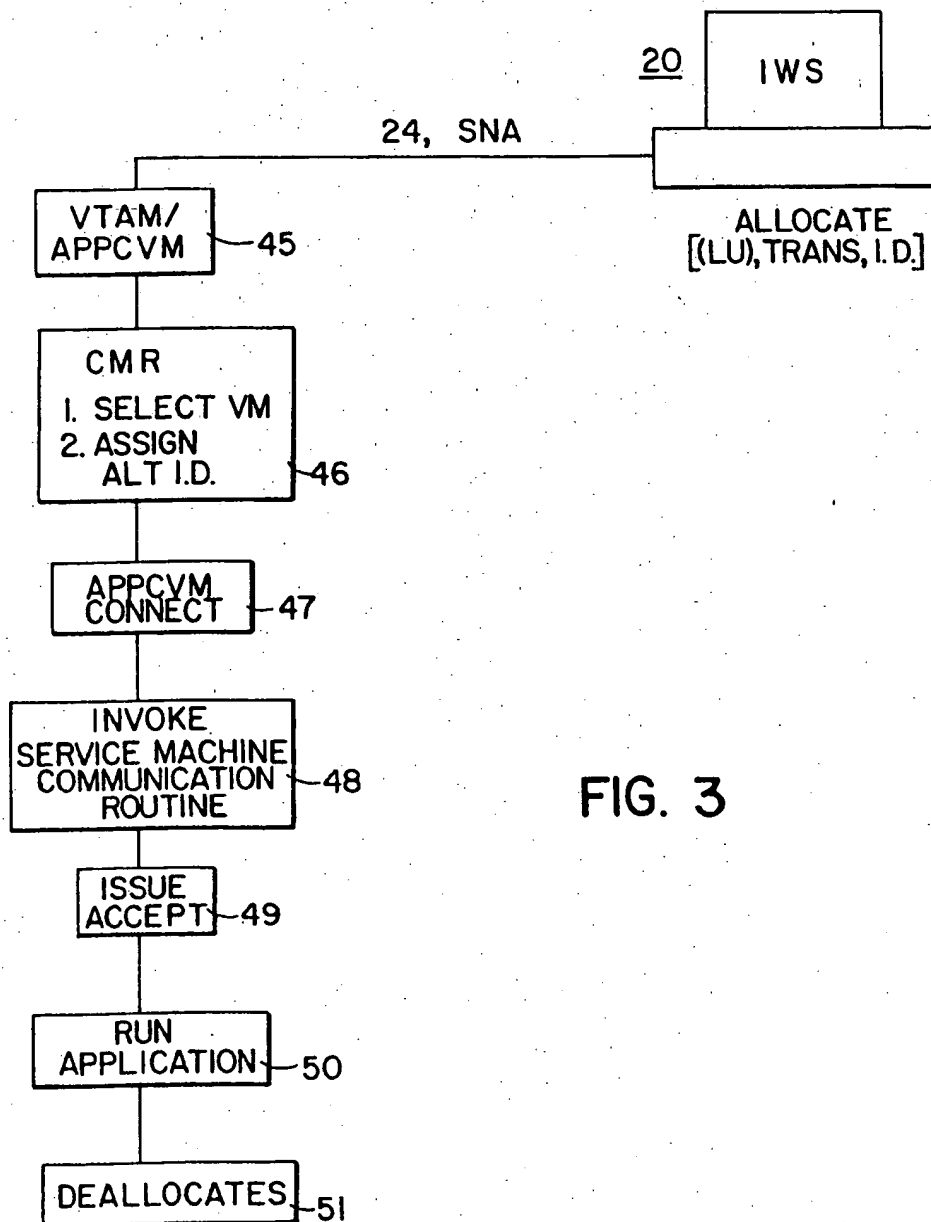 20
IWS
24, SNA
ALLOCATE
[(LU), TRANS, I.D.]
VTAM/
APPCVM
45
CMR
1. SELECT VM
2. ASSIGN
ALT I.D.
46
APPCVM
CONNECT
47
INVOKE
SERVICE MACHINE
COMMUNICATION
ROUTINE
48
FIG. 3
ISSUE
ACCEPT
49
RUN
APPLICATION
50
DEALLOCATES
51